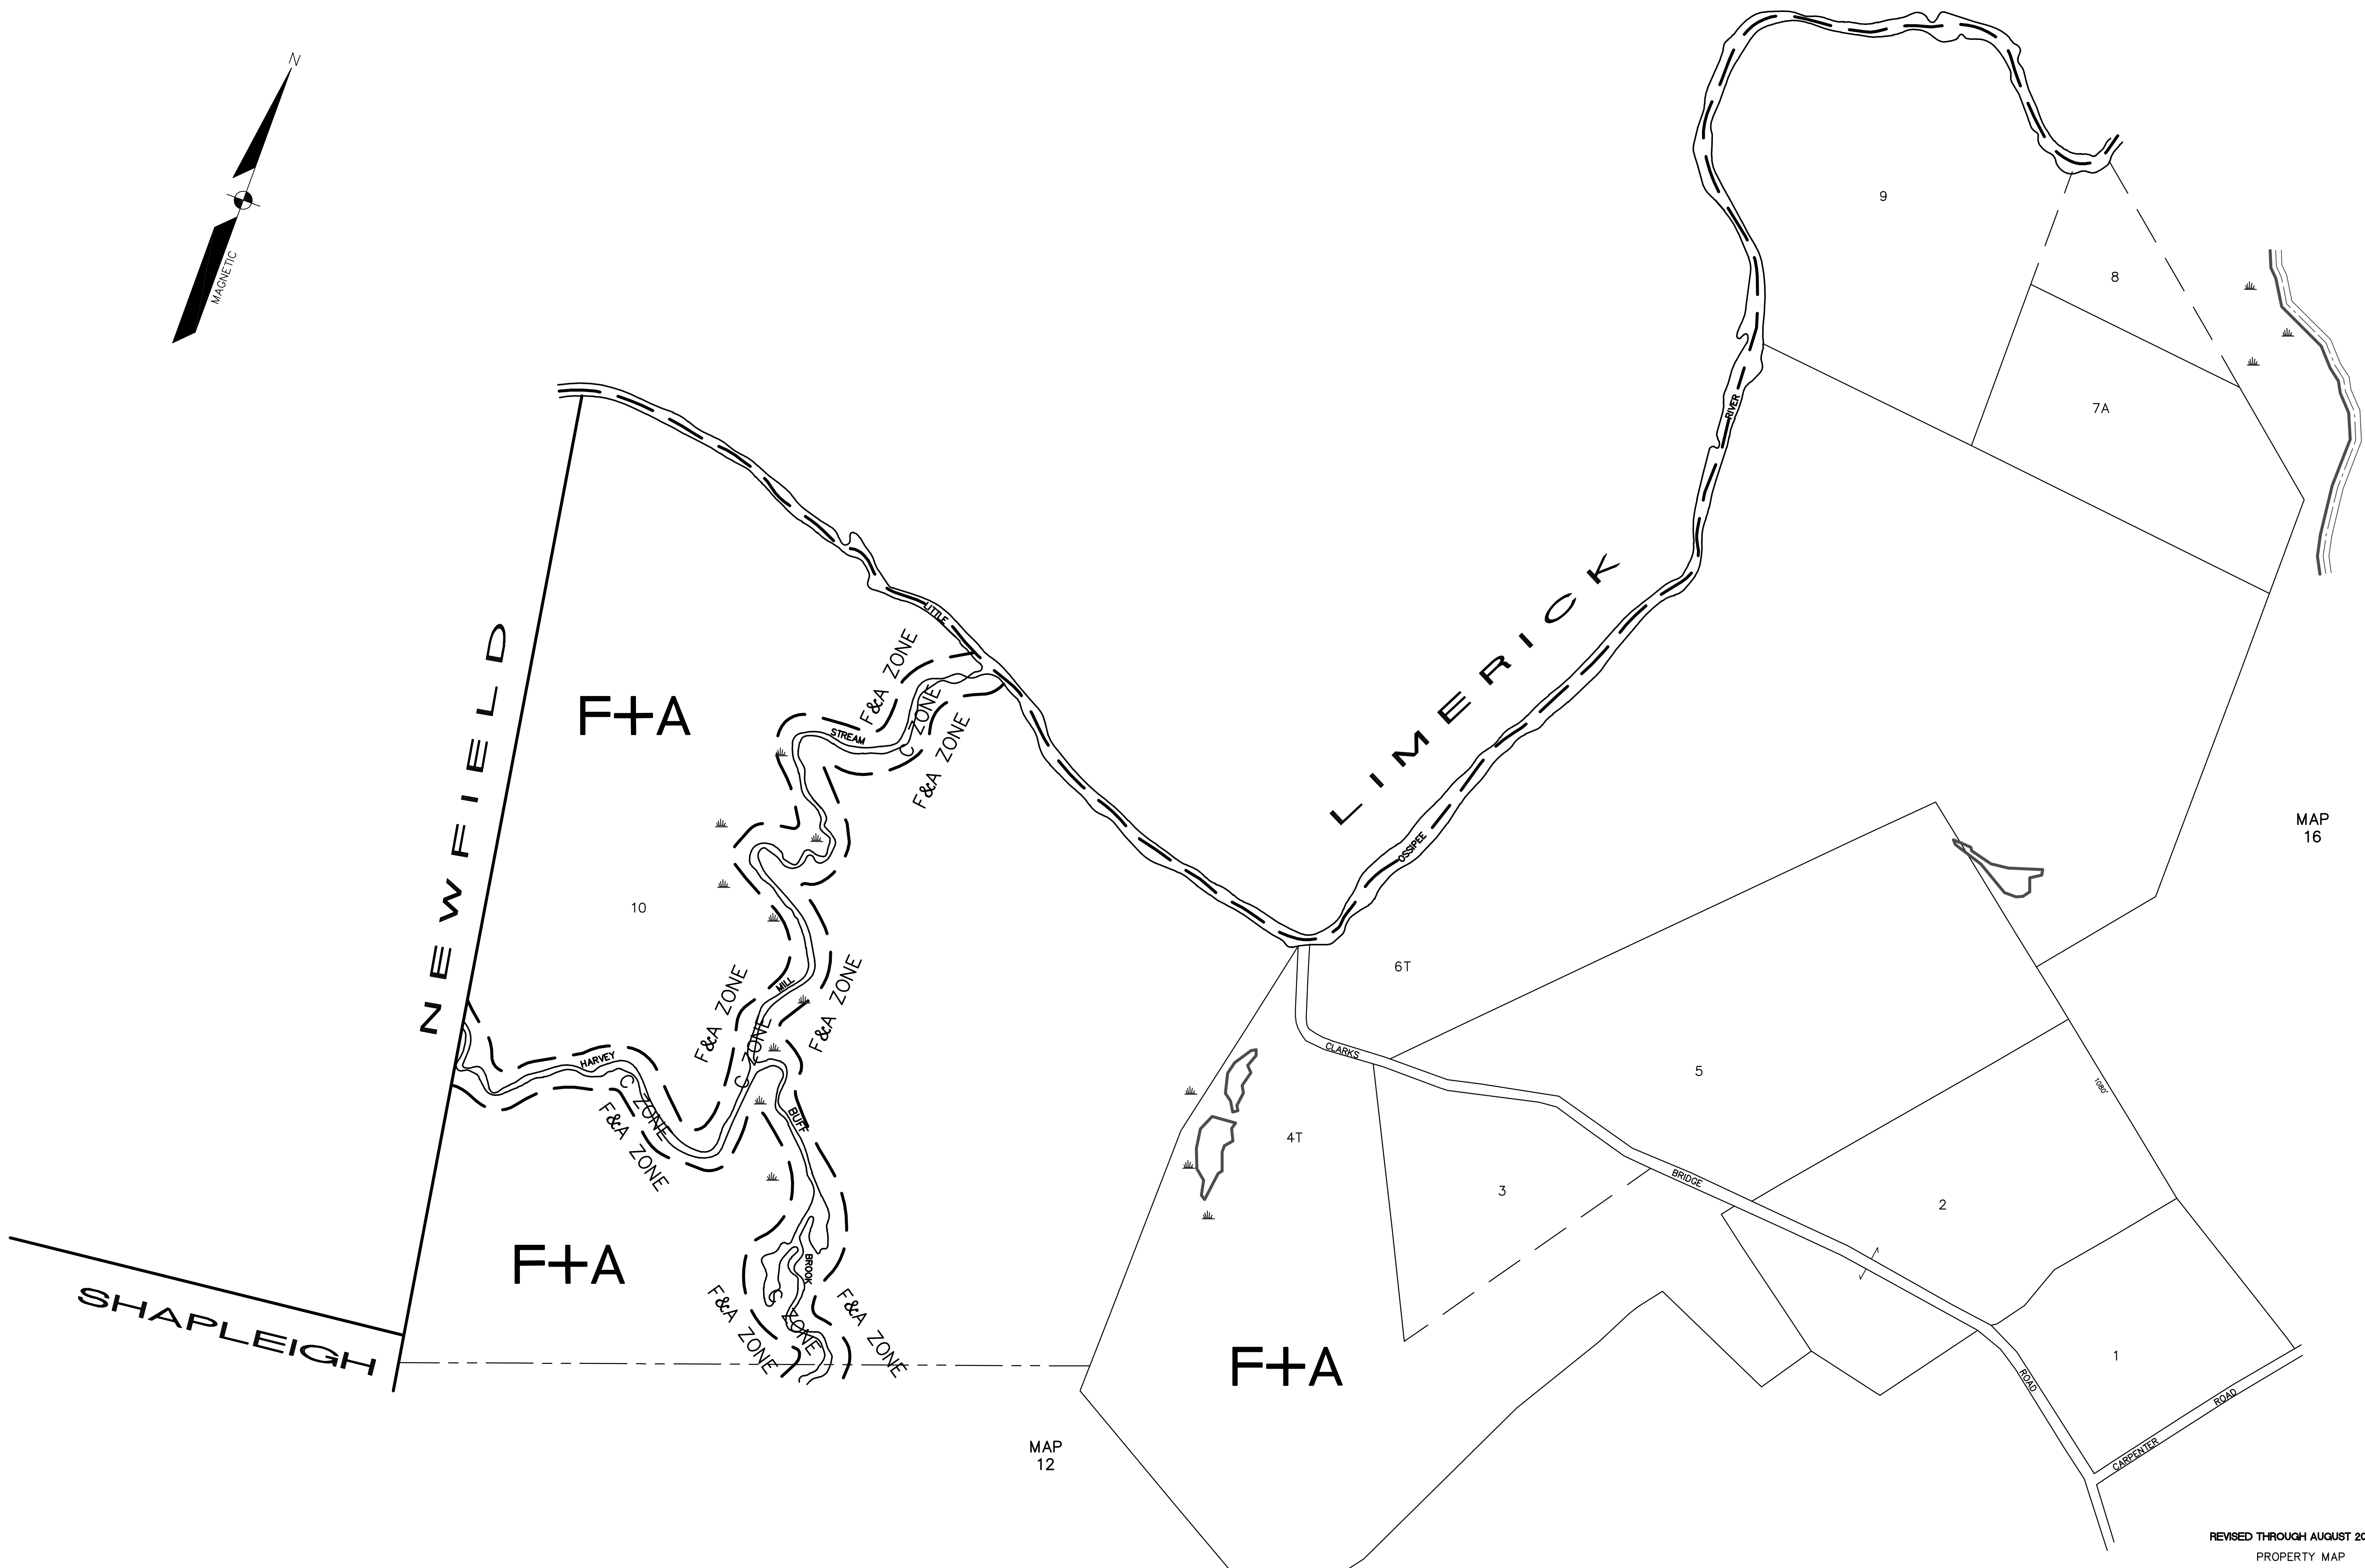 N
MAGNETIC
9
8
7A
RIVER
LITTLE
LIMERICK
NEWFIELD
F+A
F&A ZONE
C ZONE
F&A ZONE
STREAM
MAP
16
OSSIPEE
10
6T
F&A ZONE
MILL
F&A ZONE
C ZONE
HARVEY
C ZONE
F&A ZONE
BUFF
CLARKS
5
1080'
4T
3
BRIDGE
2
F+A
BROOK
F&A ZONE
C ZONE
F&A ZONE
SHAPLEIGH
F+A
1
ROAD
CARPENTER ROAD
MAP
12
REVISED THROUGH AUGUST 20
PROPERTY MAP